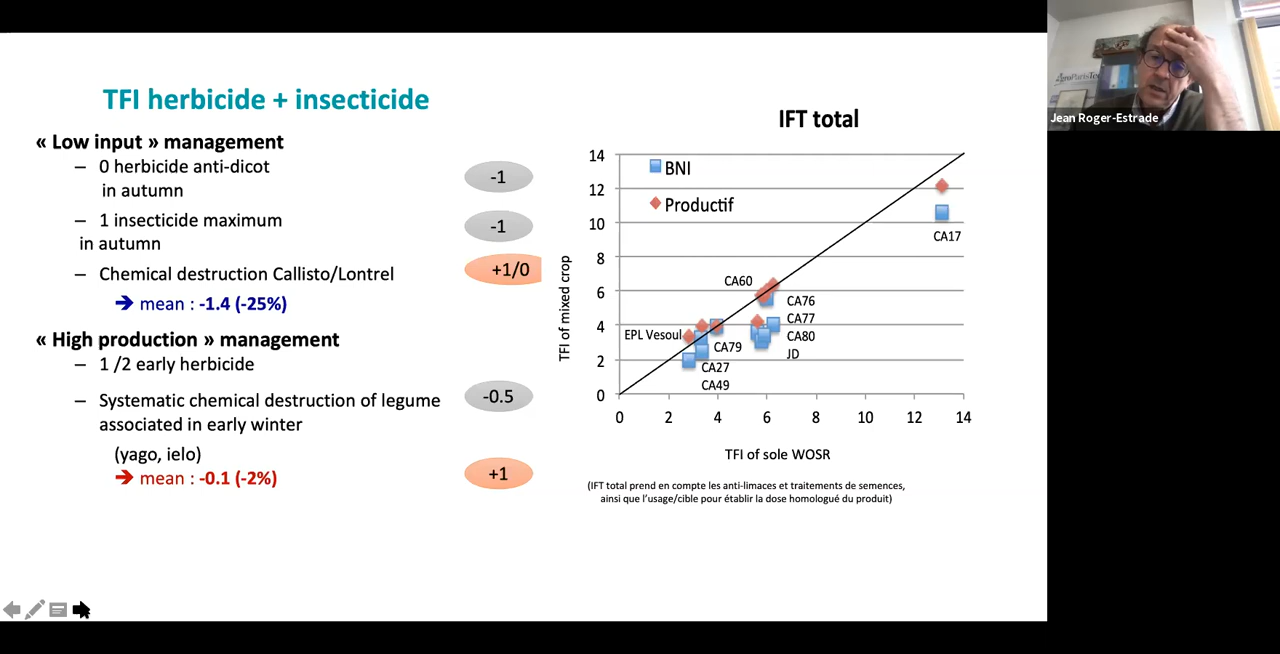 TFI herbicide + insecticide
« Low input » management
– 0 herbicide anti-dicot
in autumn
-1
– 1 insecticide maximum
in autumn
-1
– Chemical destruction Callisto/Lontrel
+1/0
➔ mean : -1.4 (-25%)
« High production » management
– 1 /2 early herbicide
-0.5
– Systematic chemical destruction of legume
associated in early winter
(yago, ielo)
+1
➔ mean : -0.1 (-2%)
IFT total
BNI
Productif
TFI of mixed crop
14
12
10
8
6
4
2
0
CA17
CA60
CA76
CA77
CA80
JD
EPL Vesoul
CA79
CA27
CA49
0 2 4 6 8 10 12 14
TFI of sole WOSR
(IFT total prend en compte les anti-limaces et traitements de semences,
ainsi que l'usage/cible pour établir la dose homologué du produit)
Jean Roger-Estrade